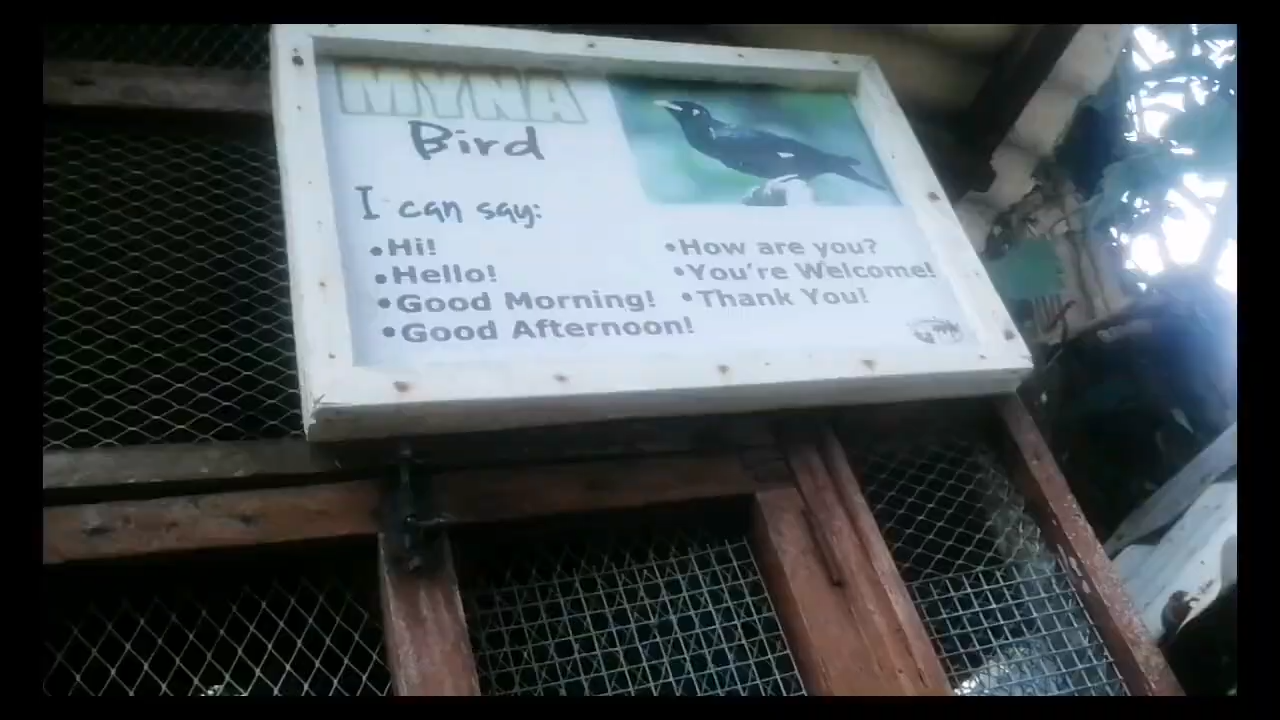 MYNA
Bird
I can say:
•Hi!
•Hello!
•Good Morning!
•Good Afternoon!
•How are you?
•You're Welcome!
•Thank You!